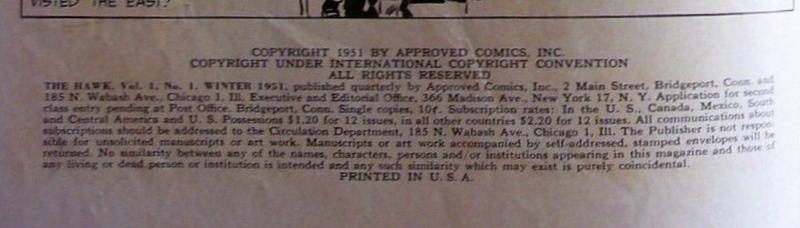 VISTED THE EAST?
COPYRIGHT 1951 BY APPROVED COMICS, INC.
COPYRIGHT UNDER INTERNATIONAL COPYRIGHT CONVENTION
ALL RIGHTS RESERVED
THE HAWK, Vol. 1, No. 1, WINTER 1951, published quarterly by Approved Comics, Inc., 2 Main Street, Bridgeport, Conn. and
185 N. Wabash Ave., Chicago 1, Ill. Executive and Editorial Office, 366 Madison Ave., New York 17, N. Y. Application for second
class entry pending at Post Office, Bridgeport, Conn. Single copies, 10¢. Subscription rates: In the U. S., Canada, Mexico, South
and Central America and U. S. Possessions $1.20 for 12 issues, in all other countries $2.20 for 12 issues. All communications about
subscriptions should be addressed to the Circulation Department, 185 N. Wabash Ave., Chicago 1, Ill. The Publisher is not respon-
sible for unsolicited manuscripts or art work. Manuscripts or art work accompanied by self-addressed, stamped envelopes will be
returned. No similarity between any of the names, characters, persons and/or institutions appearing in this magazine and those of
any living or dead person or institution is intended and any such similarity which may exist is purely coincidental.
PRINTED IN U. S. A.